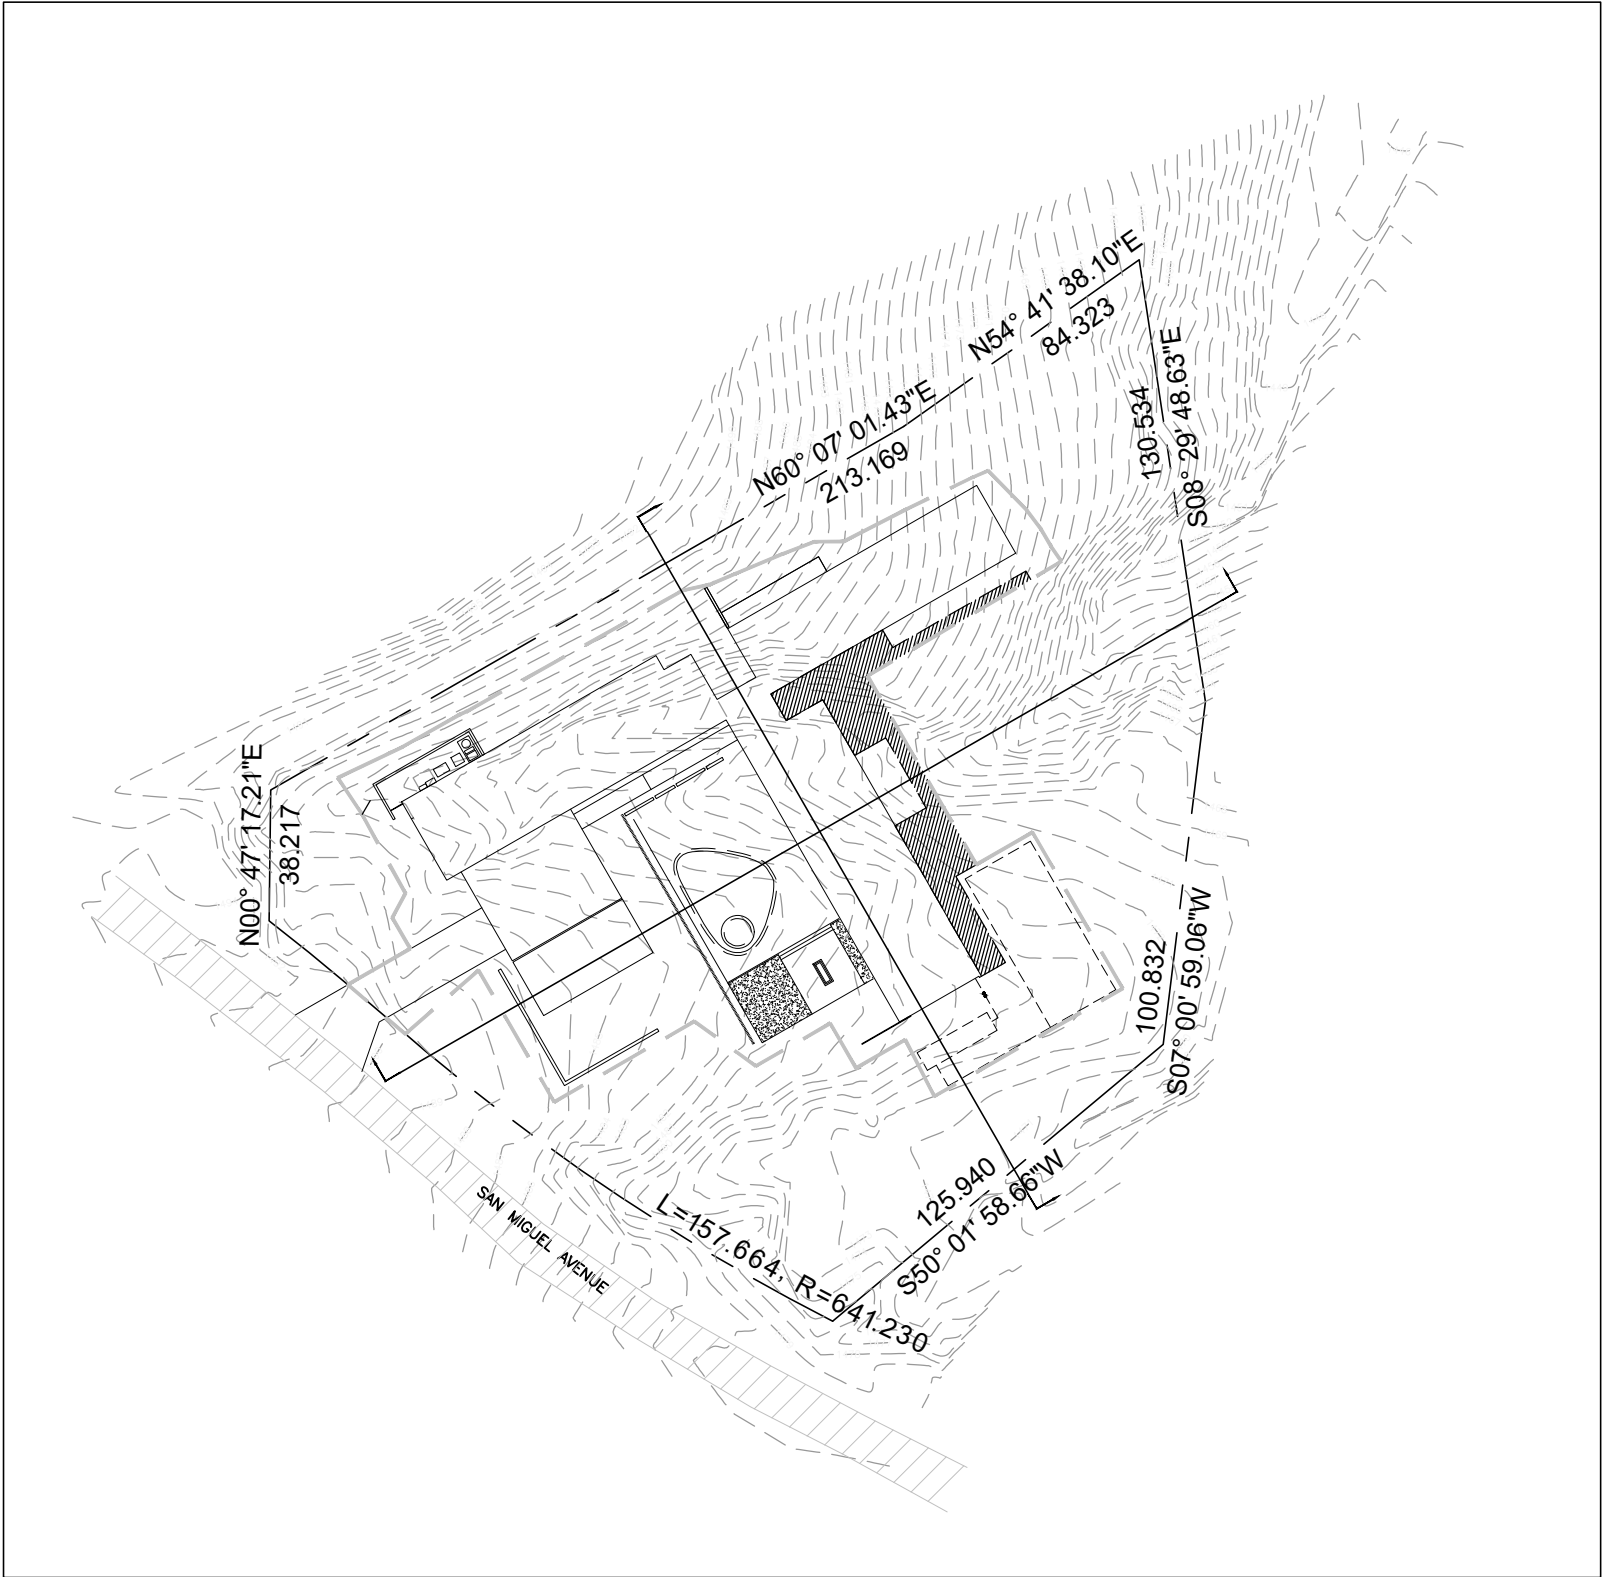 N54° 41' 38.10"E
84.323
N60° 07' 01.43"E
213.169
130.534
S08° 29' 48.63"E
N00° 47' 17.21"E
38.217
100.832
S07° 00' 59.06"W
125.940
S50° 01' 58.66"W
L=157.664, R=641.230
SAN MIGUEL AVENUE